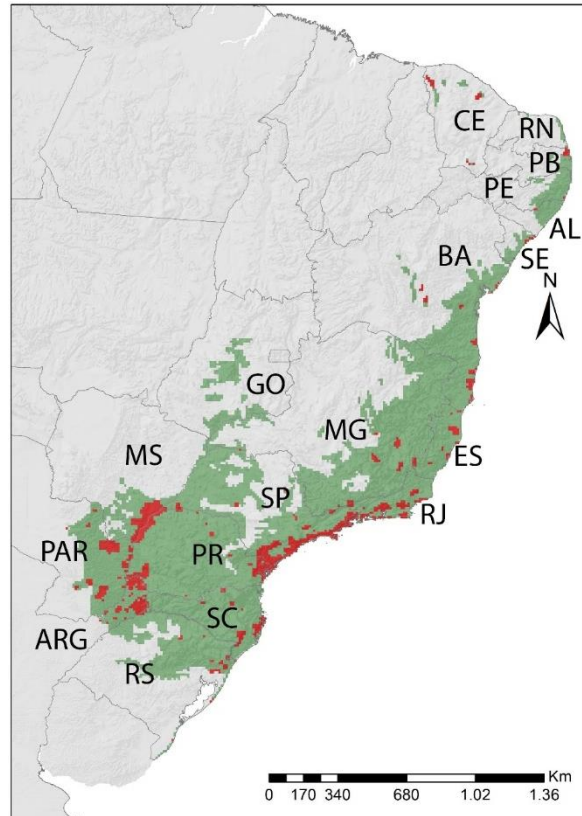 CE
RN
PB
PE
AL
SE
BA
N
GO
MG
MS
ES
SP
RJ
PAR
PR
SC
ARG
RS
Km
0 170 340 680 1.02 1.36